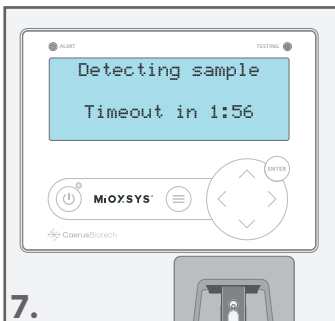 ALERT
TESTING
Detecting sample
Timeout in 1:56
ENTER
MiOXSYS
CaerusBiotech
7.